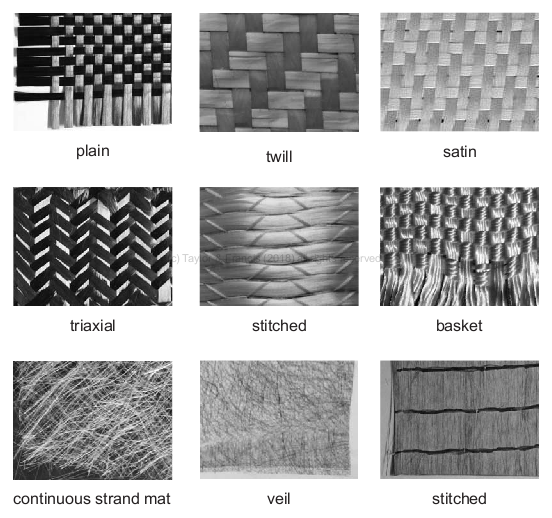 plain
twill
satin
triaxial
stitched
basket
continuous strand mat
veil
stitched